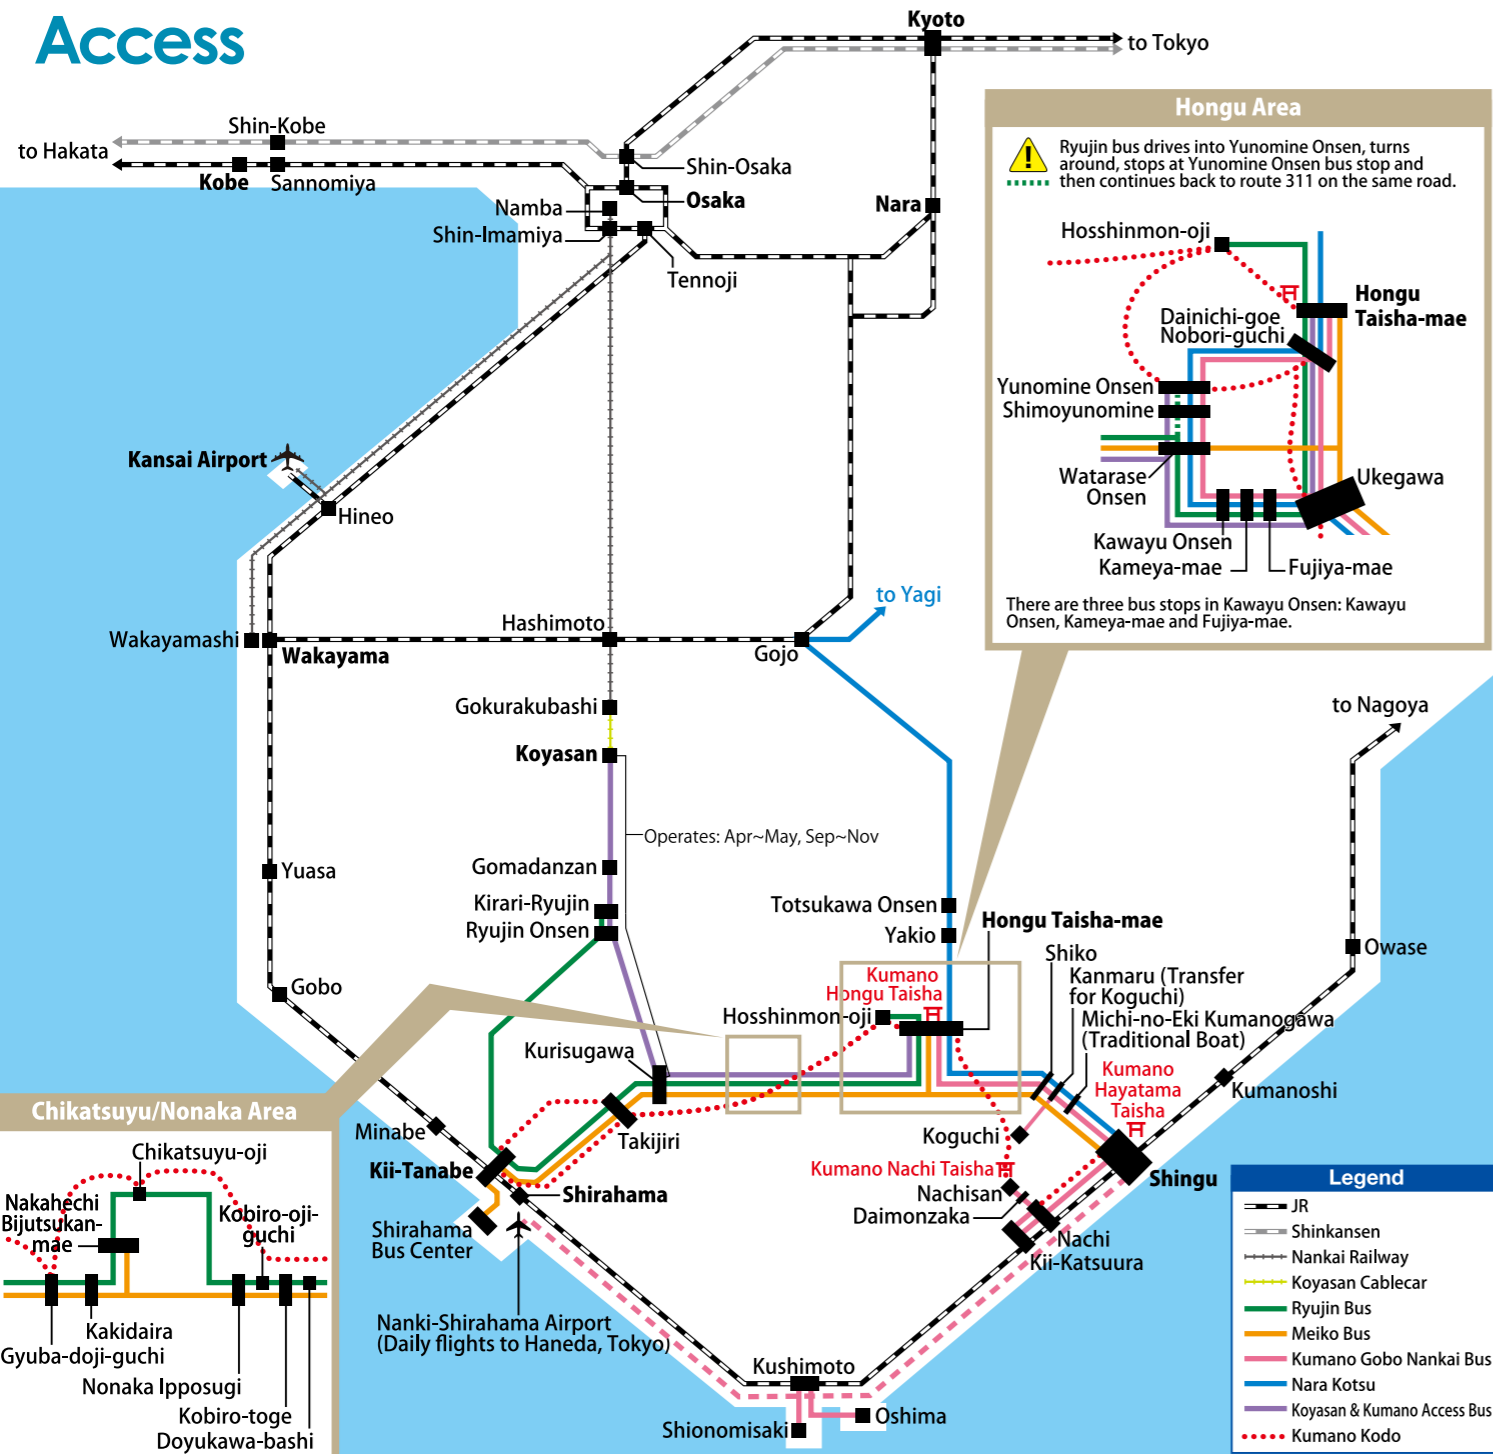 Access
Kyoto
to Tokyo
Shin-Kobe
to Hakata
Kobe
Sannomiya
Shin-Osaka
Osaka
Namba
Shin-Imamiya
Tennoji
Nara
Kansai Airport
Hineo
Wakayamashi
Wakayama
Hashimoto
Gojo
to Yagi
Gokurakubashi
Koyasan
Operates: Apr~May, Sep~Nov
Gomadanzan
Kirari-Ryujin
Ryujin Onsen
Yuasa
Gobo
Totsukawa Onsen
Yakio
Hongu Taisha-mae
Kumano
Hongu Taisha
Hosshinmon-oji
Kurisugawa
Takijiri
Minabe
Kii-Tanabe
Shirahama
Shirahama
Bus Center
Nanki-Shirahama Airport
(Daily flights to Haneda, Tokyo)
Shiko
Kanmaru (Transfer
for Koguchi)
Michi-no-Eki Kumanogawa
(Traditional Boat)
Kumano
Hayatama
Taisha
Koguchi
Kumano Nachi Taisha
Nachisan
Daimonzaka
Nachi
Kii-Katsuura
Shingu
Kumanoshi
Owase
to Nagoya
Kushimoto
Shionomisaki
Oshima
Hongu Area
!
Ryujin bus drives into Yunomine Onsen, turns
around, stops at Yunomine Onsen bus stop and
then continues back to route 311 on the same road.
Hosshinmon-oji
Hongu
Taisha-mae
Dainichi-goe
Nobori-guchi
Yunomine Onsen
Shimoyunomine
Watarase
Onsen
Ukegawa
Kawayu Onsen
Kameya-mae
Fujiya-mae
There are three bus stops in Kawayu Onsen: Kawayu
Onsen, Kameya-mae and Fujiya-mae.
Chikatsuyu/Nonaka Area
Chikatsuyu-oji
Nakahechi
Bijutsukan-
mae
Kobiro-oji-
guchi
Kakidaira
Gyuba-doji-guchi
Nonaka Ipposugi
Kobiro-toge
Doyukawa-bashi
Legend
JR
Shinkansen
Nankai Railway
Koyasan Cablecar
Ryujin Bus
Meiko Bus
Kumano Gobo Nankai Bus
Nara Kotsu
Koyasan & Kumano Access Bus
Kumano Kodo